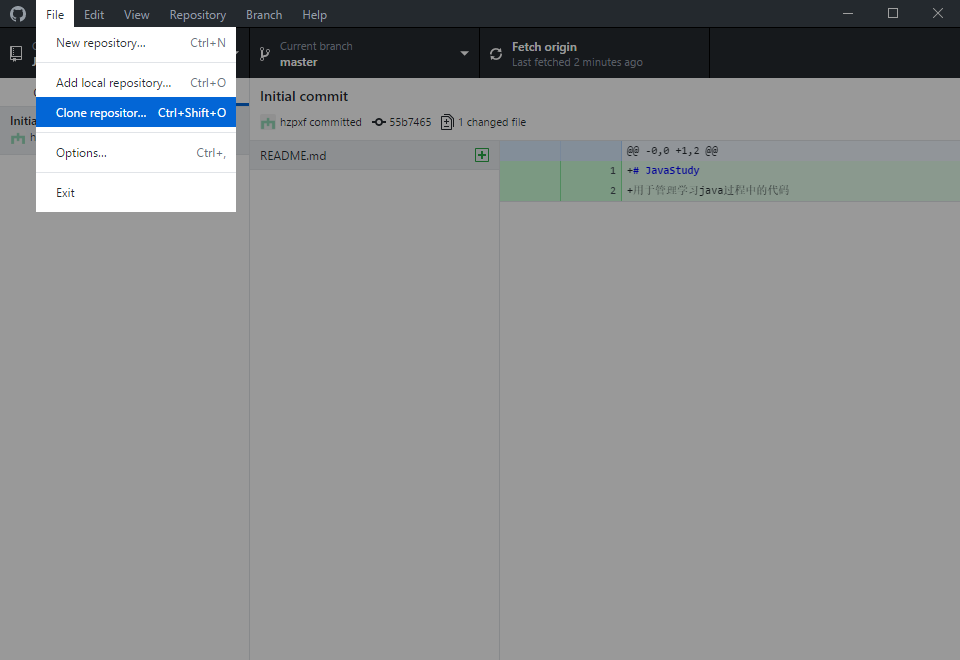 File Edit View Repository Branch Help
New repository... Ctrl+N
Add local repository... Ctrl+O
Clone repositor... Ctrl+Shift+O
Options... Ctrl+,
Exit
Current branch
master
Fetch origin
Last fetched 2 minutes ago
Initial commit
hzpxf committed 55b7465 1 changed file
README.md
@@ -0,0 +1,2 @@
1 +# JavaStudy
2 +用于管理学习java过程中的代码